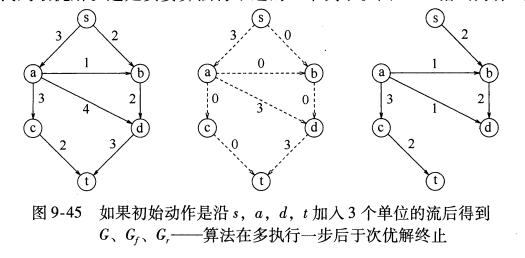 s s s
3 2 3 0 2
1 0 1
a b a b a b
3 4 2 0 3 0 3 1 2
c d c d c d
2 3 0 3 2
t t t
图 9-45 如果初始动作是沿 s, a, d, t 加入 3 个单位的流后得到
G、Gf、Gr——算法在多执行一步后于次优解终止